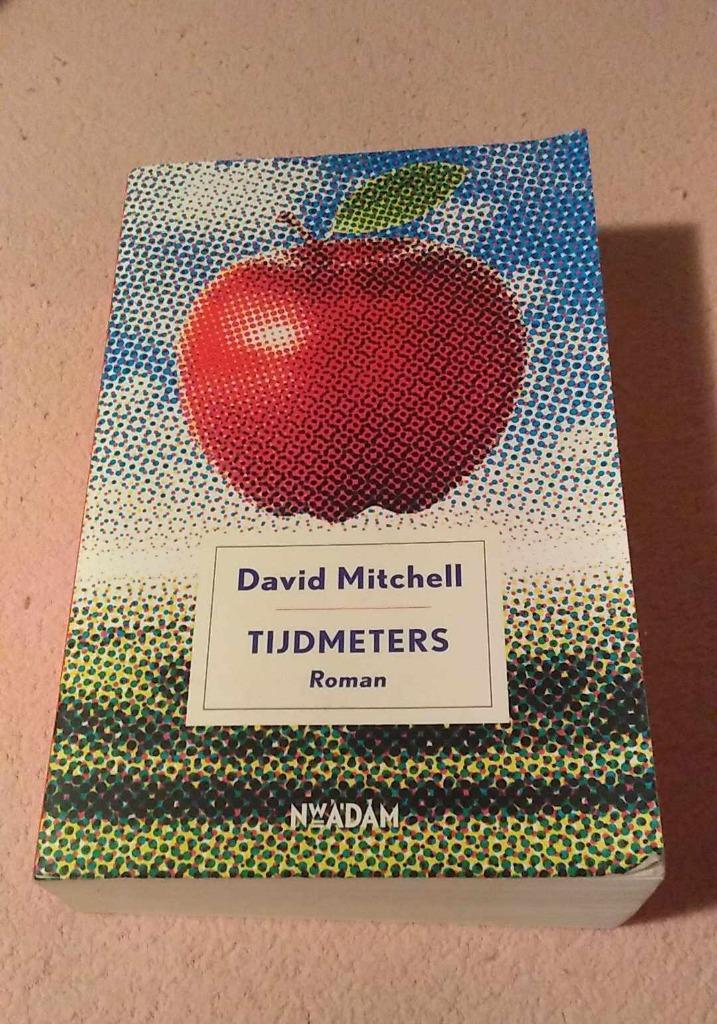 David Mitchell
TIJDMETERS
Roman
NWADAM